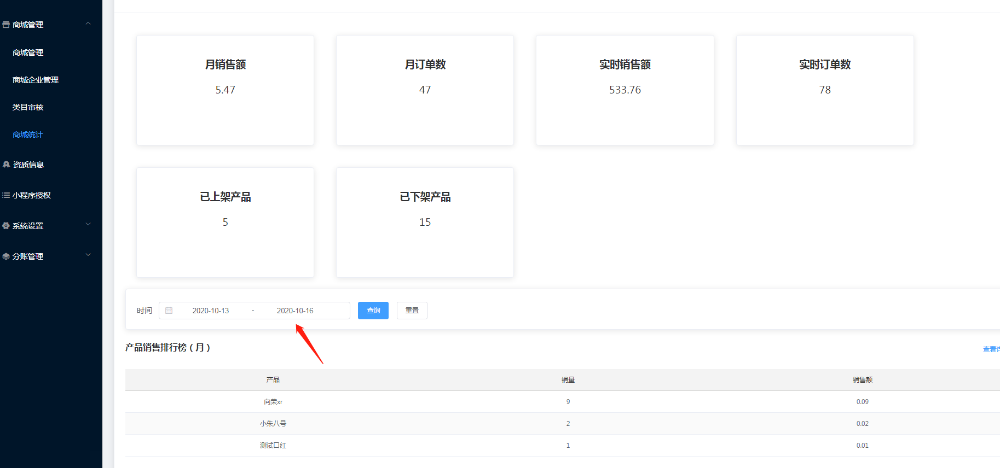 商城管理
商城管理
商城企业管理
类目审核
商城统计
资质信息
小程序授权
系统设置
分账管理
月销售额
5.47
月订单数
47
实时销售额
533.76
实时订单数
78
已上架产品
5
已下架产品
15
时间 2020-10-13 - 2020-10-16 查询 重置
产品销售排行榜（月） 查看
产品 销量 销售额
向荣xr 9 0.09
小朱八号 2 0.02
测试口红 1 0.01